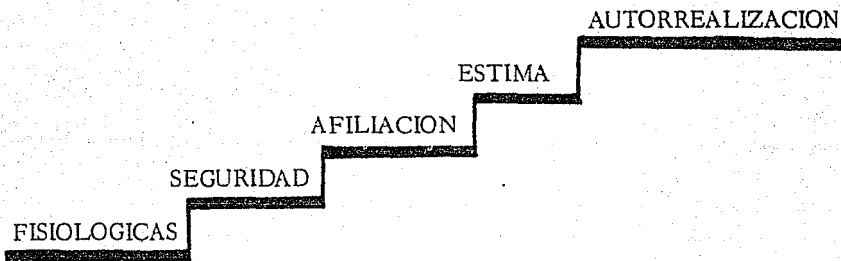 AUTORREALIZACION
ESTIMA
AFILIACION
SEGURIDAD
FISIOLOGICAS